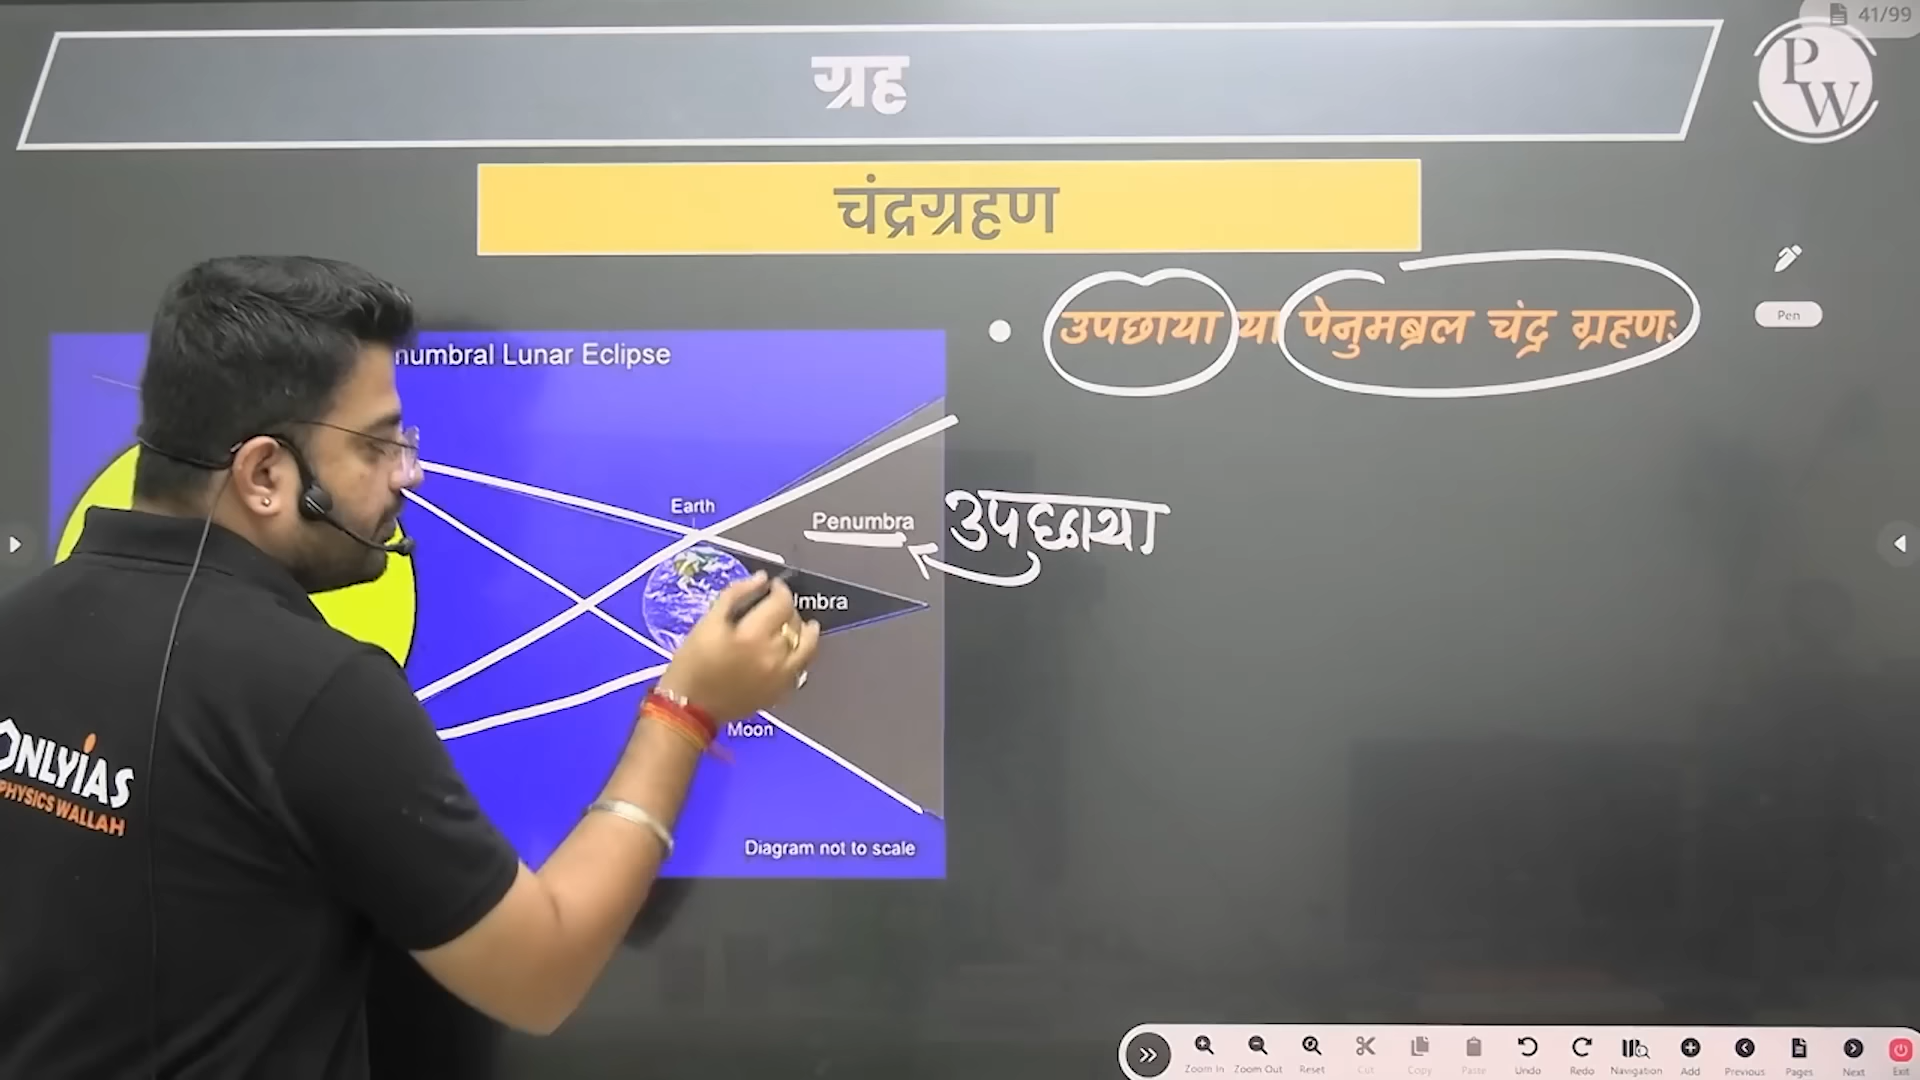 41/99
ग्रह
PW
चंद्रग्रहण
Pen
उपछाया या पेनुमब्रल चंद्र ग्रहणः
numbral Lunar Eclipse
Earth
Penumbra
उपछाया
Umbra
Moon
Diagram not to scale
ONLYIAS
PHYSICS WALLAH
Zoom In Zoom Out Reset Cut Copy Paste Undo Redo Navigation Add Previous Pages Next Exit